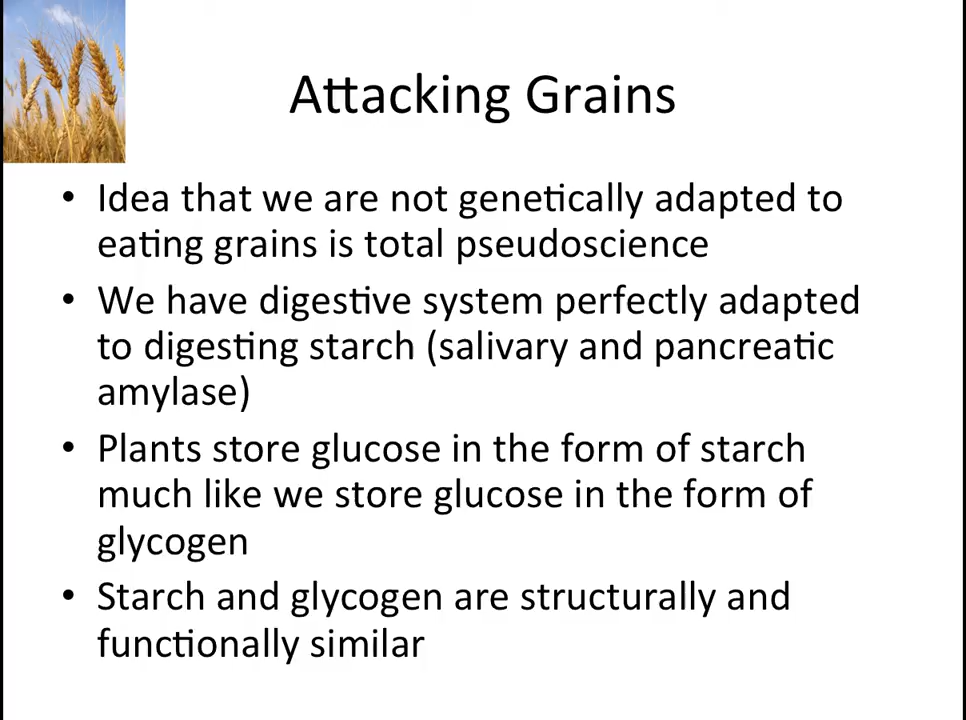 Attacking Grains
• Idea that we are not genetically adapted to
eating grains is total pseudoscience
• We have digestive system perfectly adapted
to digesting starch (salivary and pancreatic
amylase)
• Plants store glucose in the form of starch
much like we store glucose in the form of
glycogen
• Starch and glycogen are structurally and
functionally similar